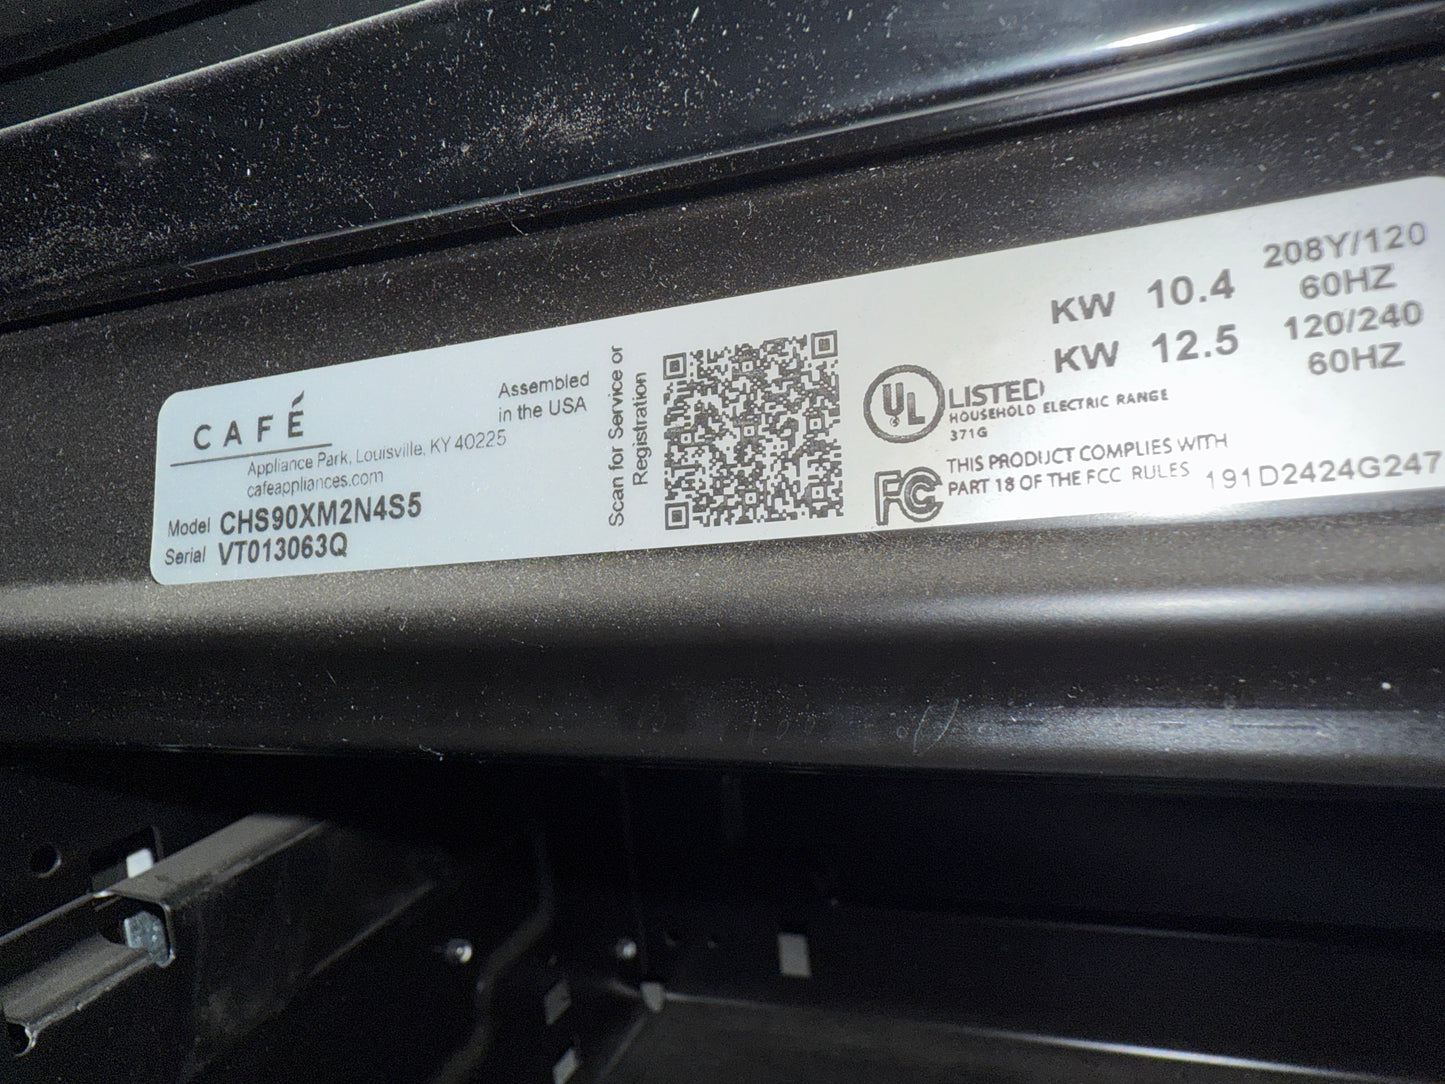 CAFÉ
Assembled
in the USA
Appliance Park, Louisville, KY 40225
cafeappliances.com
Model CHS90XM2N4S5
Serial VT013063Q
Scan for Service or
Registration
KW 10.4 208Y/120
60HZ
KW 12.5 120/240
60HZ
UL LISTED
HOUSEHOLD ELECTRIC RANGE
371G
FC THIS PRODUCT COMPLIES WITH
PART 18 OF THE FCC RULES
191D2424G247